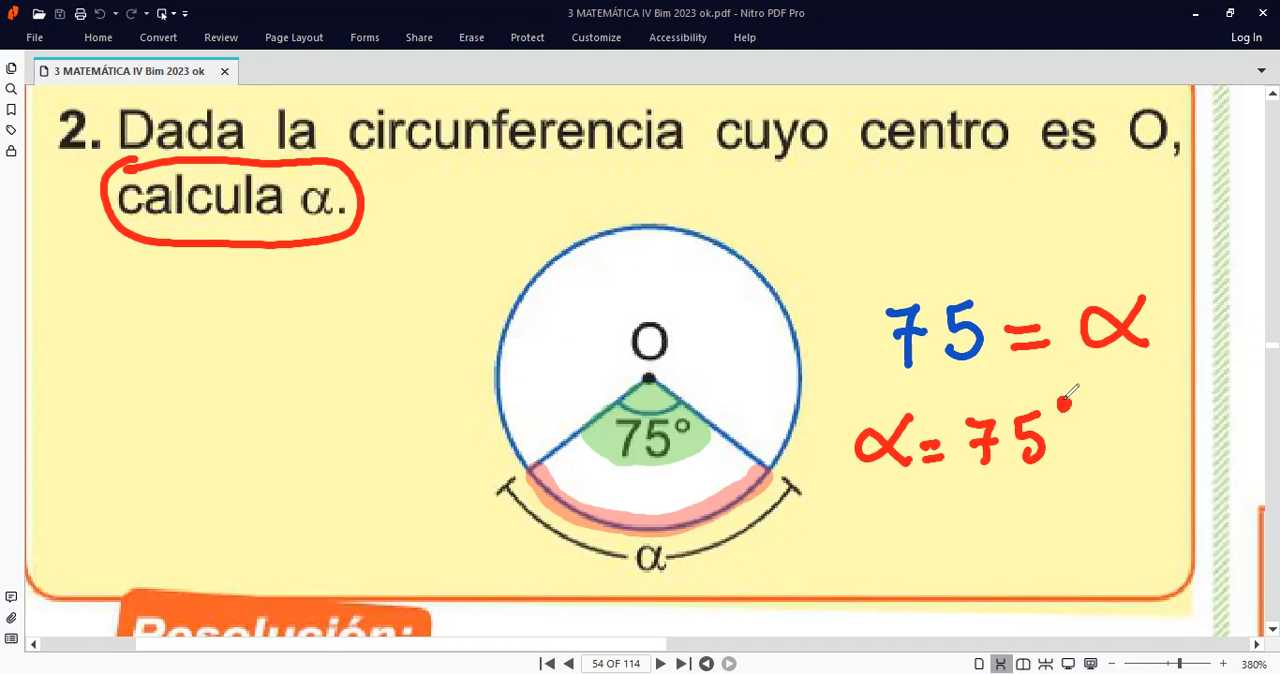 3 MATEMÁTICA IV Bim 2023 ok.pdf - Nitro PDF Pro
File Home Convert Review Page Layout Forms Share Erase Protect Customize Accessibility Help Log In
3 MATEMÁTICA IV Bim 2023 ok
2. Dada la circunferencia cuyo centro es O,
calcula α.
O
75°
α
75 = α
α = 75°
Resolución:
54 OF 114
380%